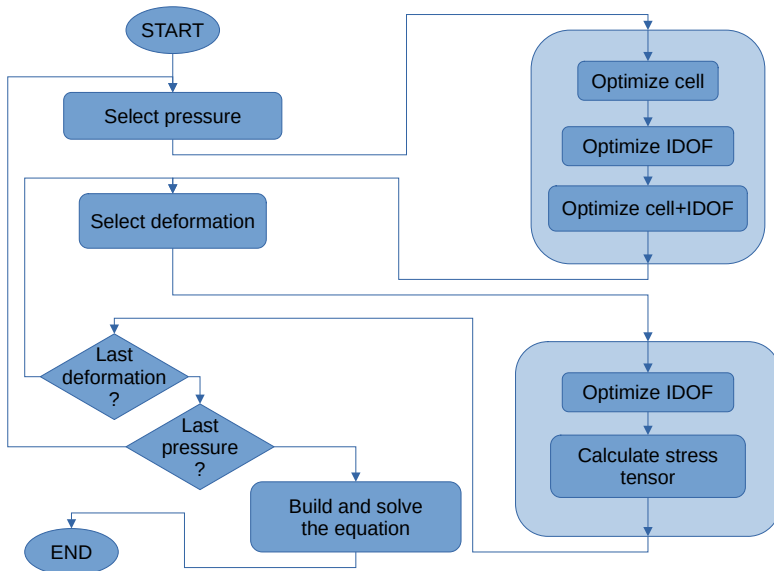 START
Select pressure
Optimize cell
Optimize IDOF
Optimize cell+IDOF
Select deformation
Optimize IDOF
Calculate stress
tensor
Last
deformation
?
Last
pressure
?
Build and solve
the equation
END